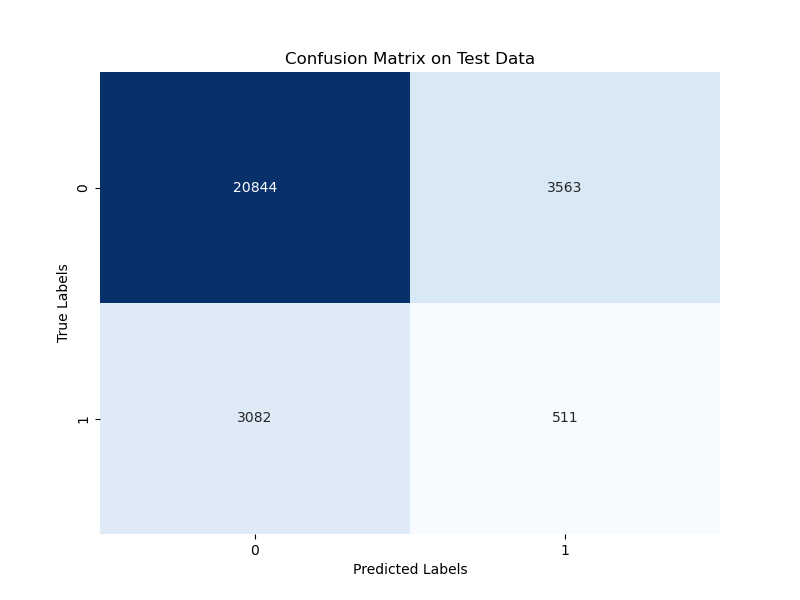 Confusion Matrix on Test Data
True Labels
0
20844
3563
1
3082
511
0
1
Predicted Labels